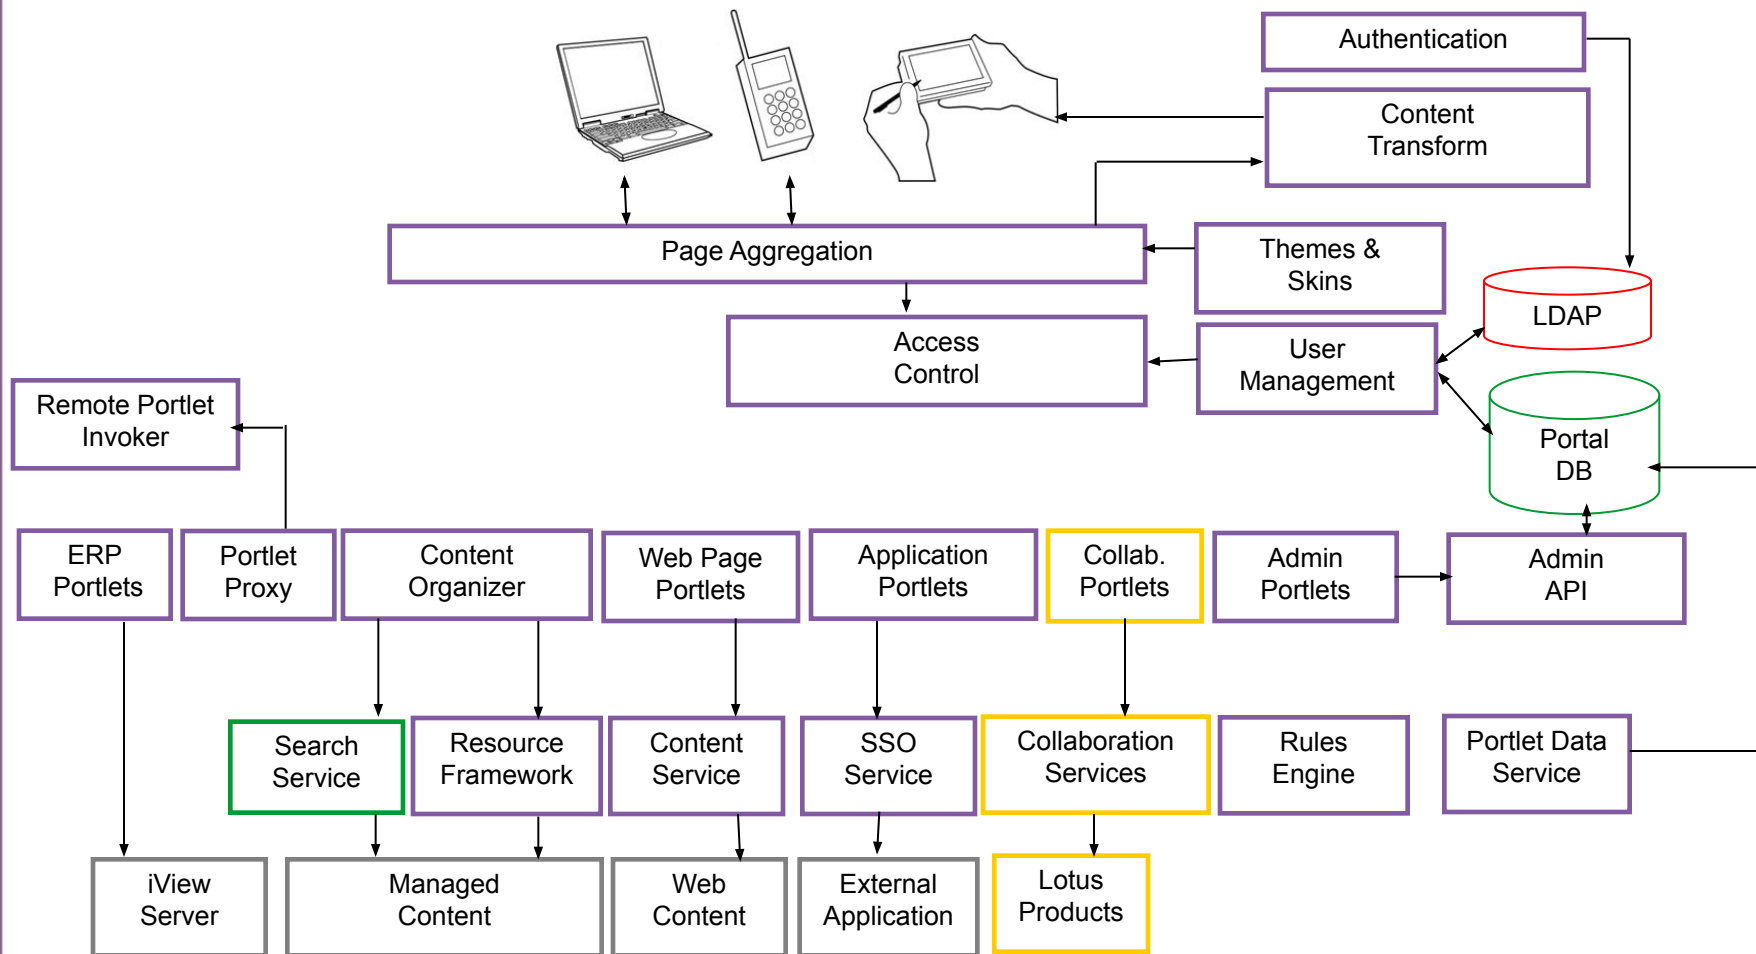 Authentication
Content
Transform
Page Aggregation
Themes &
Skins
LDAP
Access
Control
User
Management
Remote Portlet
Invoker
Portal
DB
ERP
Portlets
Portlet
Proxy
Content
Organizer
Web Page
Portlets
Application
Portlets
Collab.
Portlets
Admin
Portlets
Admin
API
Search
Service
Resource
Framework
Content
Service
SSO
Service
Collaboration
Services
Rules
Engine
Portlet Data
Service
iView
Server
Managed
Content
Web
Content
External
Application
Lotus
Products